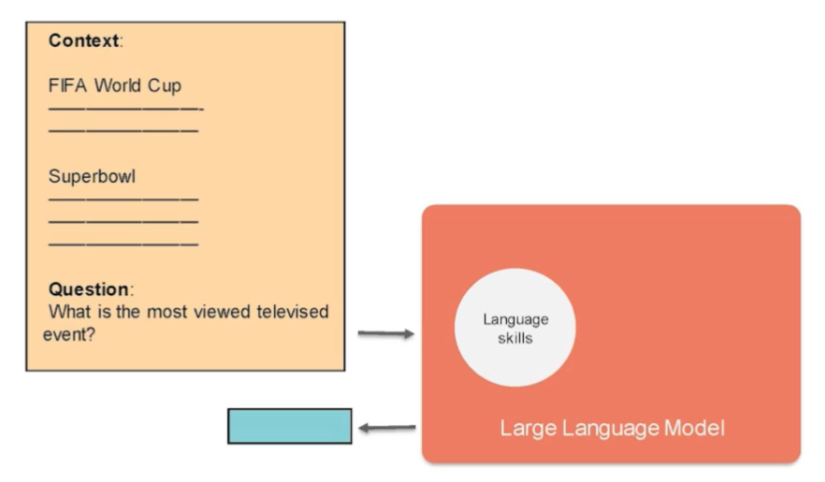 Context:
FIFA World Cup
Superbowl
Question:
What is the most viewed televised
event?
Language
skills
Large Language Model